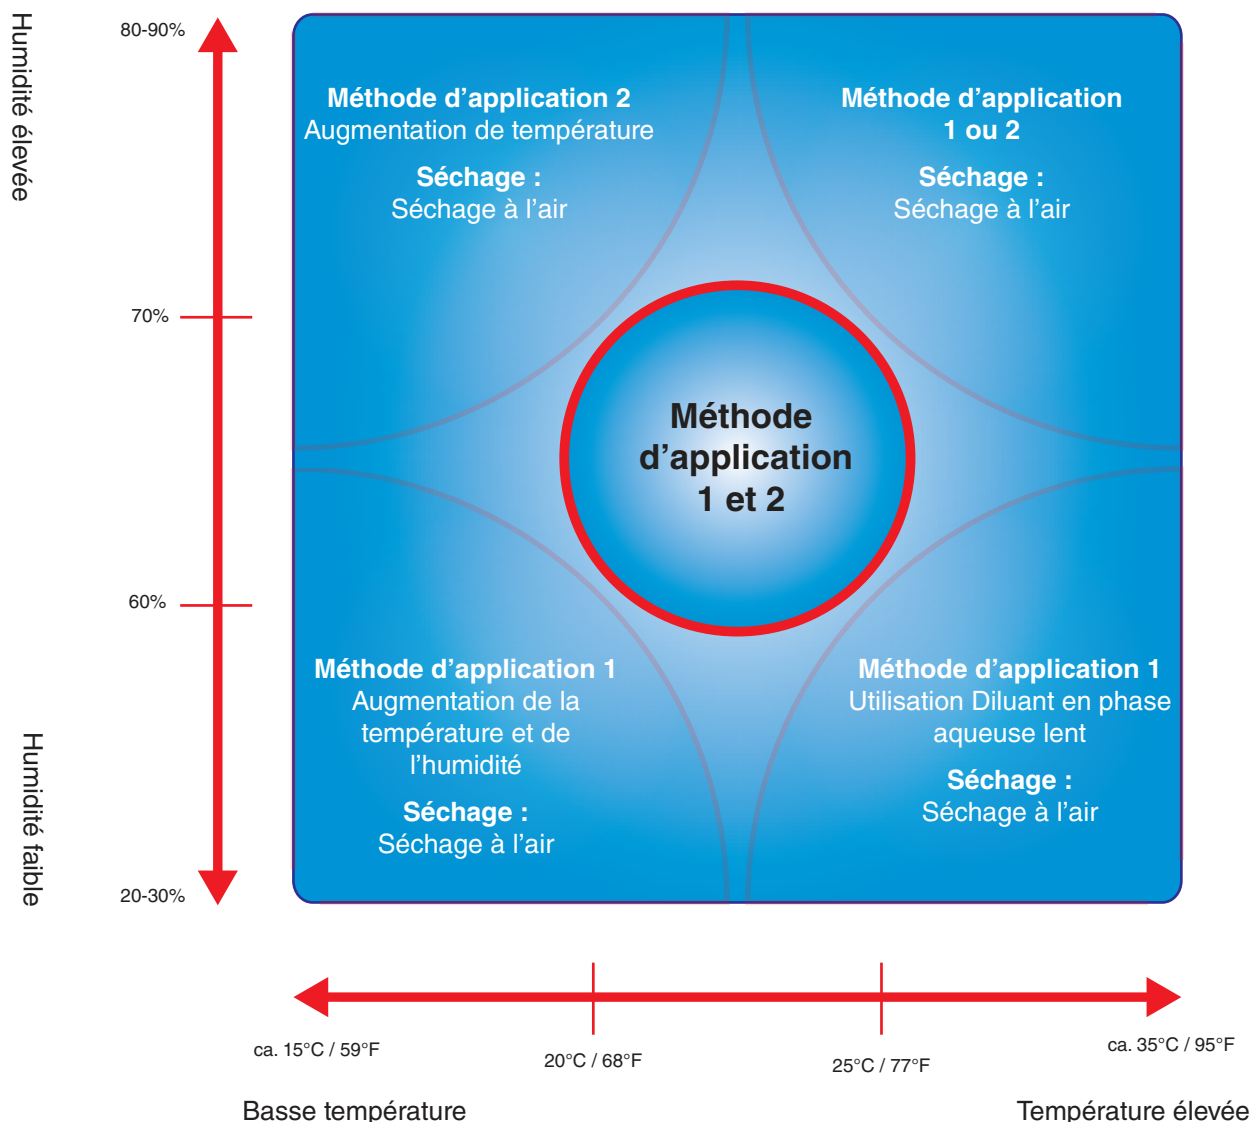 Humidité élevée
80-90%
Méthode d’application 2
Augmentation de température
Séchage :
Séchage à l’air
Méthode d’application
1 ou 2
Séchage :
Séchage à l’air
70%
Méthode
d’application
1 et 2
60%
Humidité faible
Méthode d’application 1
Augmentation de la
température et de
l’humidité
Séchage :
Séchage à l’air
Méthode d’application 1
Utilisation Diluant en phase
aqueuse lent
Séchage :
Séchage à l’air
20-30%
ca. 15°C / 59°F
20°C / 68°F
25°C / 77°F
ca. 35°C / 95°F
Basse température
Température élevée